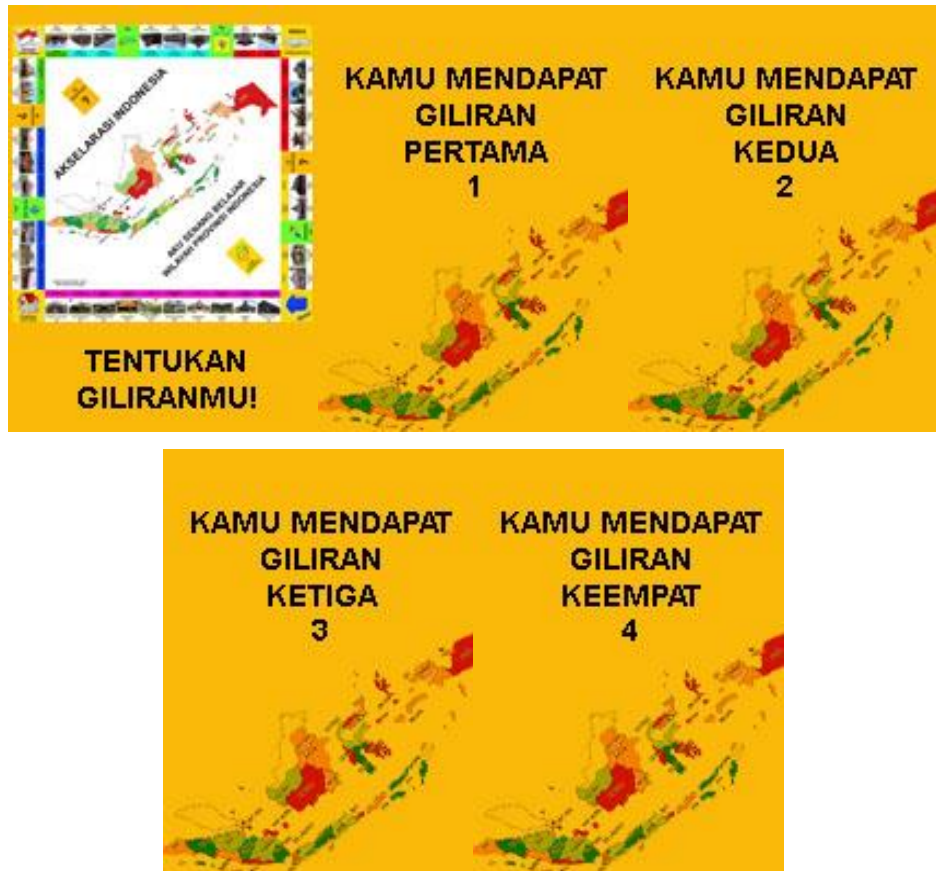 AKSELARASI INDONESIA
AKU SENANG BELAJAR
WILAYAH PROVINSI INDONESIA
TENTUKAN
GILIRANMU!
KAMU MENDAPAT
GILIRAN
PERTAMA
1
KAMU MENDAPAT
GILIRAN
KEDUA
2
KAMU MENDAPAT
GILIRAN
KETIGA
3
KAMU MENDAPAT
GILIRAN
KEEMPAT
4